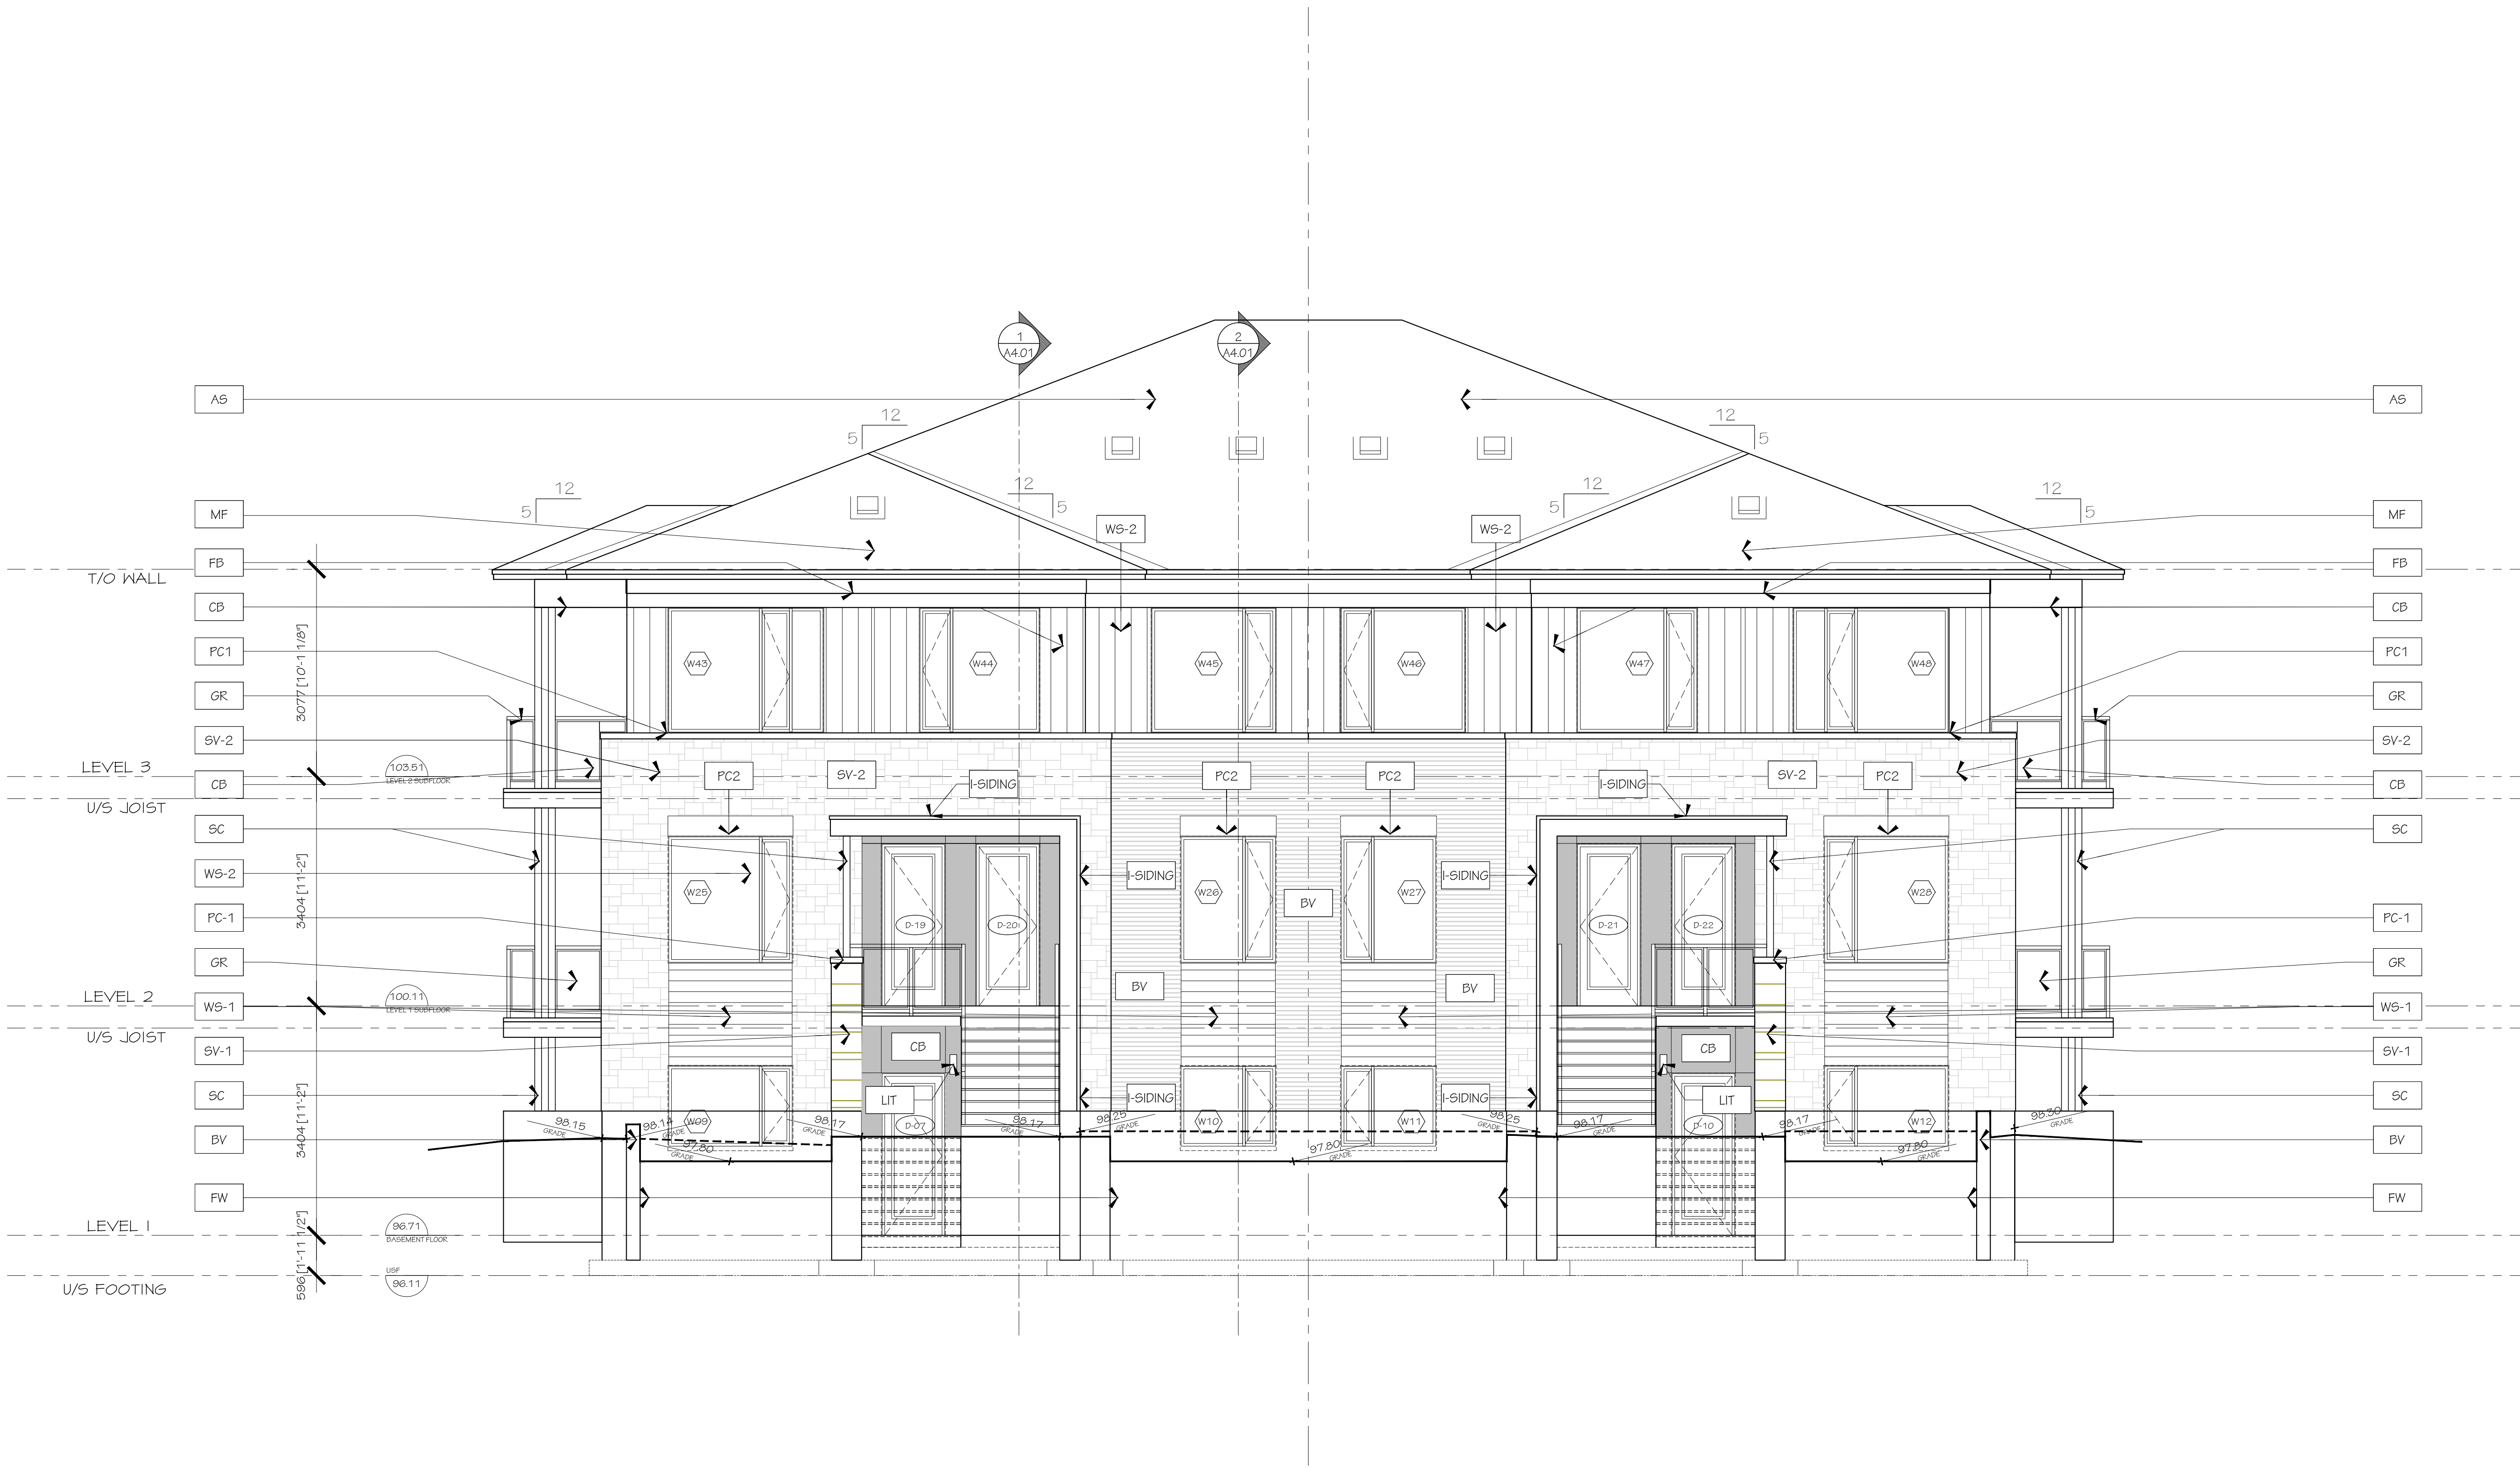 1
A4.01
2
A4.01
AS
AS
12
5
12
5
12
5
12
5
12
5
12
5
MF
WS-2
WS-2
MF
FB
FB
T/O WALL
CB
CB
3077 [10'-1 1/8"]
PC1
W43
W44
W45
W46
W47
W48
PC1
GR
GR
SV-2
SV-2
LEVEL 3
103.51
LEVEL 2 SUBFLOOR
CB
PC2
SV-2
I-SIDING
PC2
PC2
I-SIDING
SV-2
PC2
CB
U/S JOIST
SC
SC
3404 [11'-2"]
WS-2
W25
I-SIDING
W26
BV
W27
I-SIDING
W28
PC-1
D-19
D-20
D-21
D-22
PC-1
GR
GR
BV
BV
LEVEL 2
100.11
LEVEL 1 SUBFLOOR
WS-1
WS-1
U/S JOIST
SV-1
CB
CB
SV-1
3404 [11'-2"]
SC
LIT
I-SIDING
I-SIDING
LIT
SC
98.15
GRADE
98.14
GRADE
W09
97.80
GRADE
98.17
D-07
98.17
GRADE
98.25
GRADE
W10
97.80
GRADE
W11
98.25
GRADE
98.17
GRADE
D-10
98.17
GRADE
W12
97.80
GRADE
98.30
GRADE
BV
BV
FW
FW
LEVEL 1
96.71
BASEMENT FLOOR
596 [1'-11 1/2"]
U/S FOOTING
USF
96.11